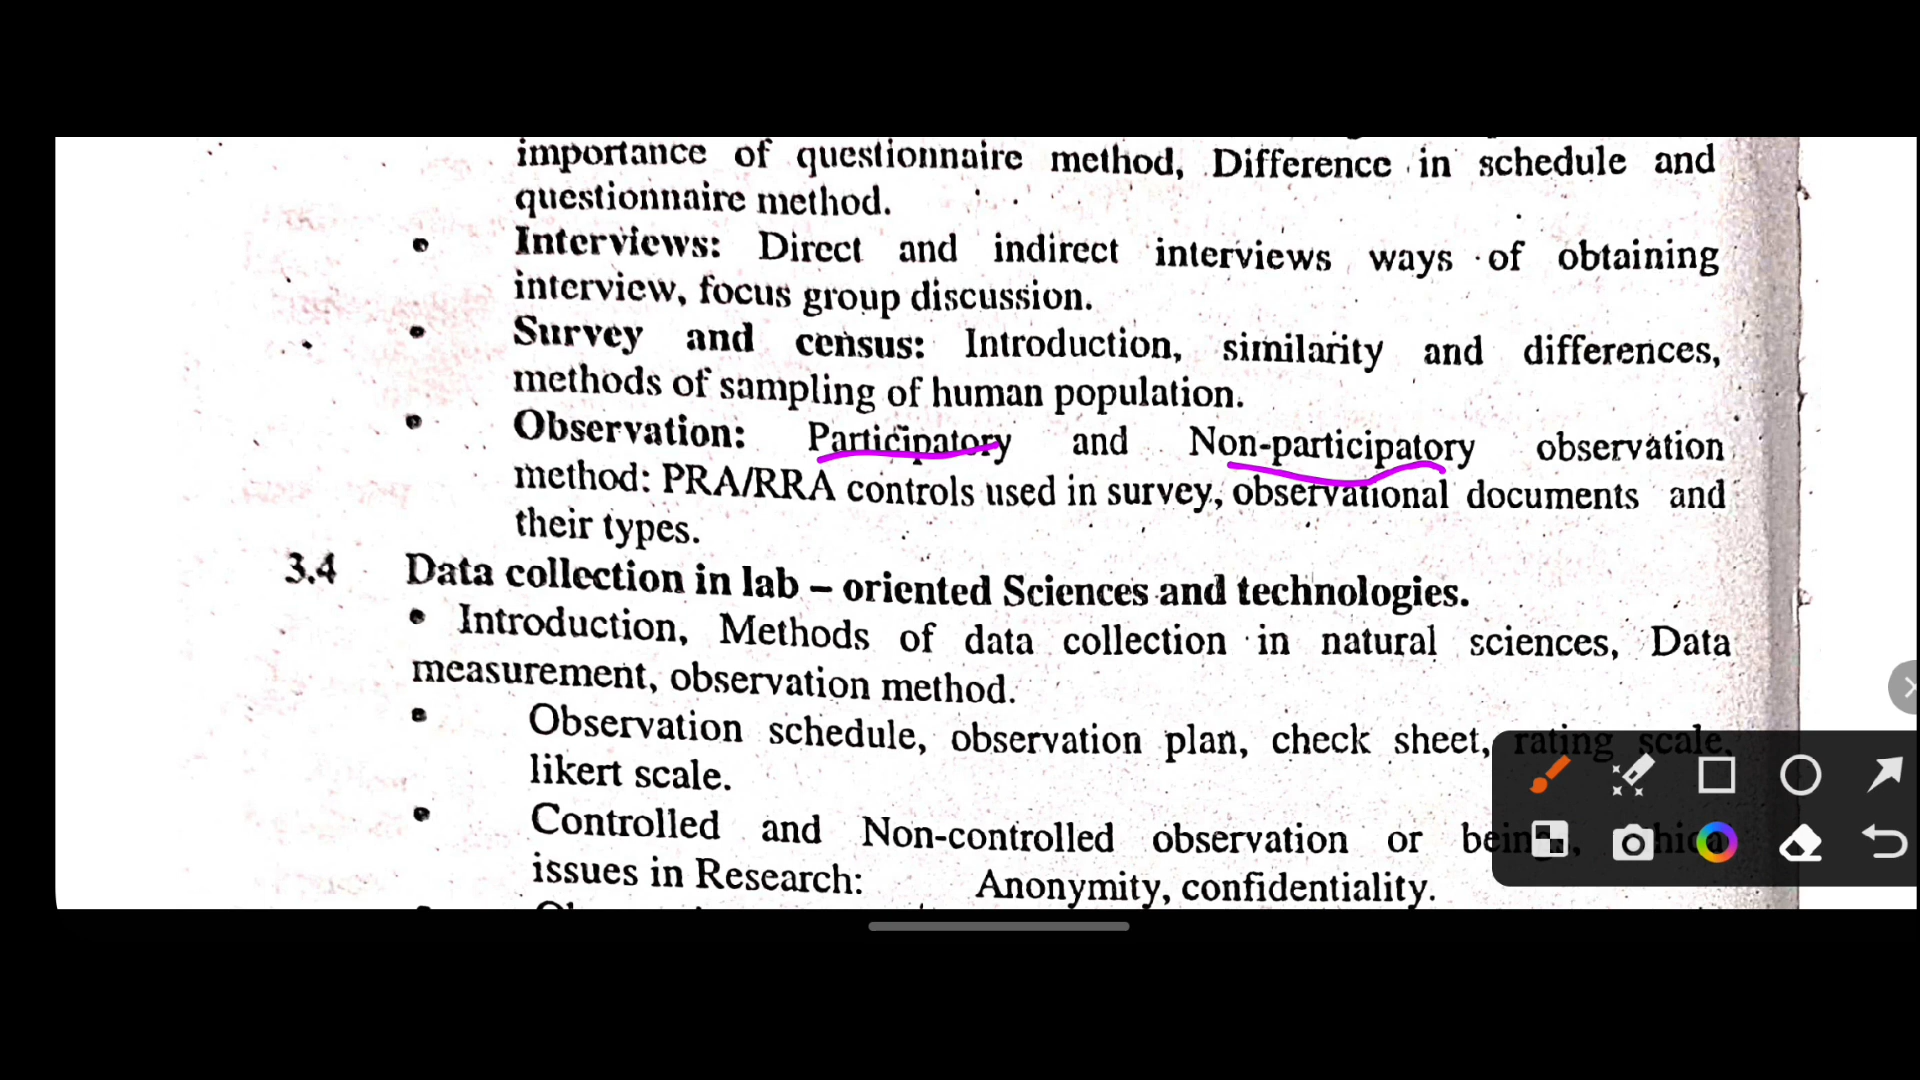 importance of questionnaire method, Difference in schedule and
questionnaire method.
• Interviews: Direct and indirect interviews ways of obtaining
interview, focus group discussion.
• Survey and census: Introduction, similarity and differences,
methods of sampling of human population.
• Observation: Participatory and Non-participatory observation
method: PRA/RRA controls used in survey, observational documents and
their types.
3.4 Data collection in lab – oriented Sciences and technologies.
• Introduction, Methods of data collection in natural sciences, Data
measurement, observation method.
• Observation schedule, observation plan, check sheet, rating scale,
likert scale.
• Controlled and Non-controlled observation or
issues in Research: Anonymity, confidentiality.